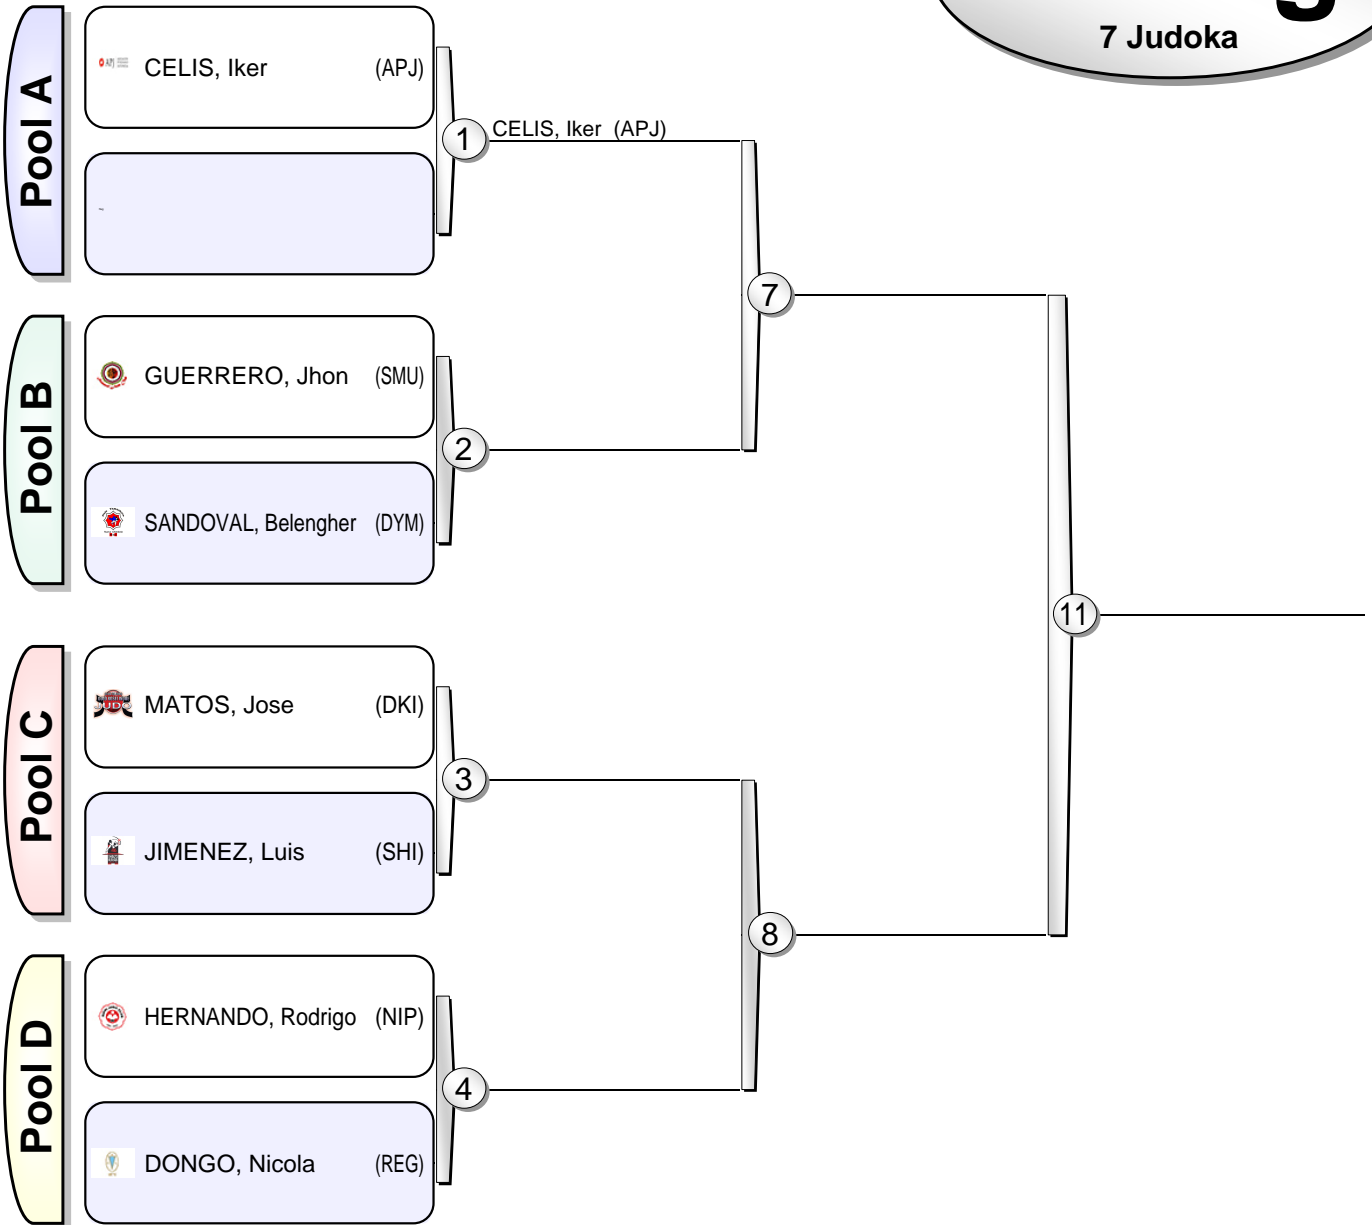 7 Judoka
Pool A
CELIS, Iker (APJ)
1
CELIS, Iker (APJ)
7
Pool B
GUERRERO, Jhon (SMU)
2
SANDOVAL, Belengher (DYM)
11
Pool C
MATOS, Jose (DKI)
3
JIMENEZ, Luis (SHI)
8
Pool D
HERNANDO, Rodrigo (NIP)
4
DONGO, Nicola (REG)